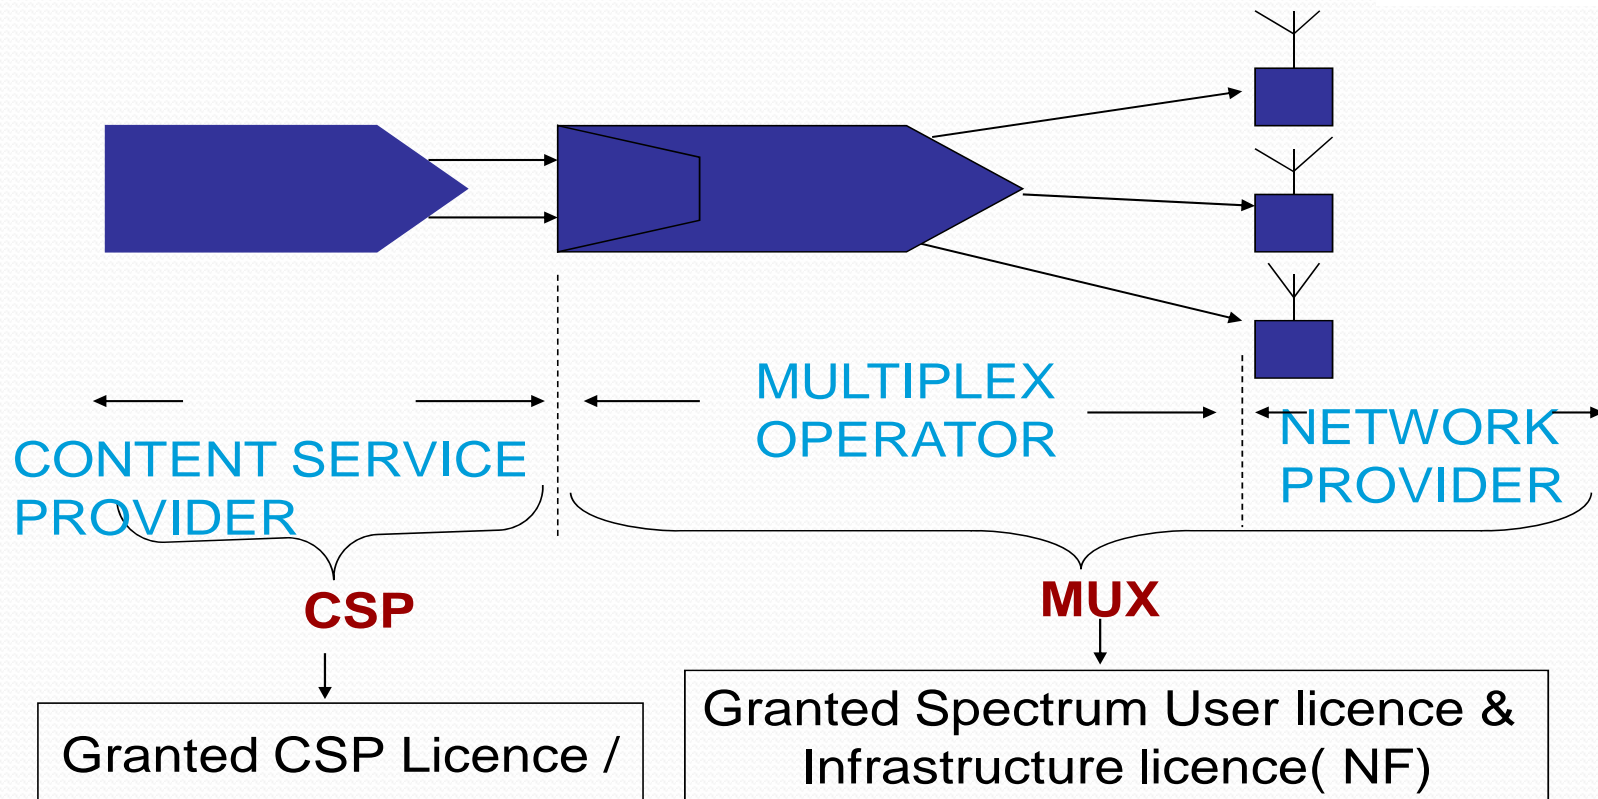 MULTIPLEX
OPERATOR
CONTENT SERVICE
PROVIDER
NETWORK
PROVIDER
CSP
MUX
Granted CSP Licence /
Granted Spectrum User licence &
Infrastructure licence( NF)